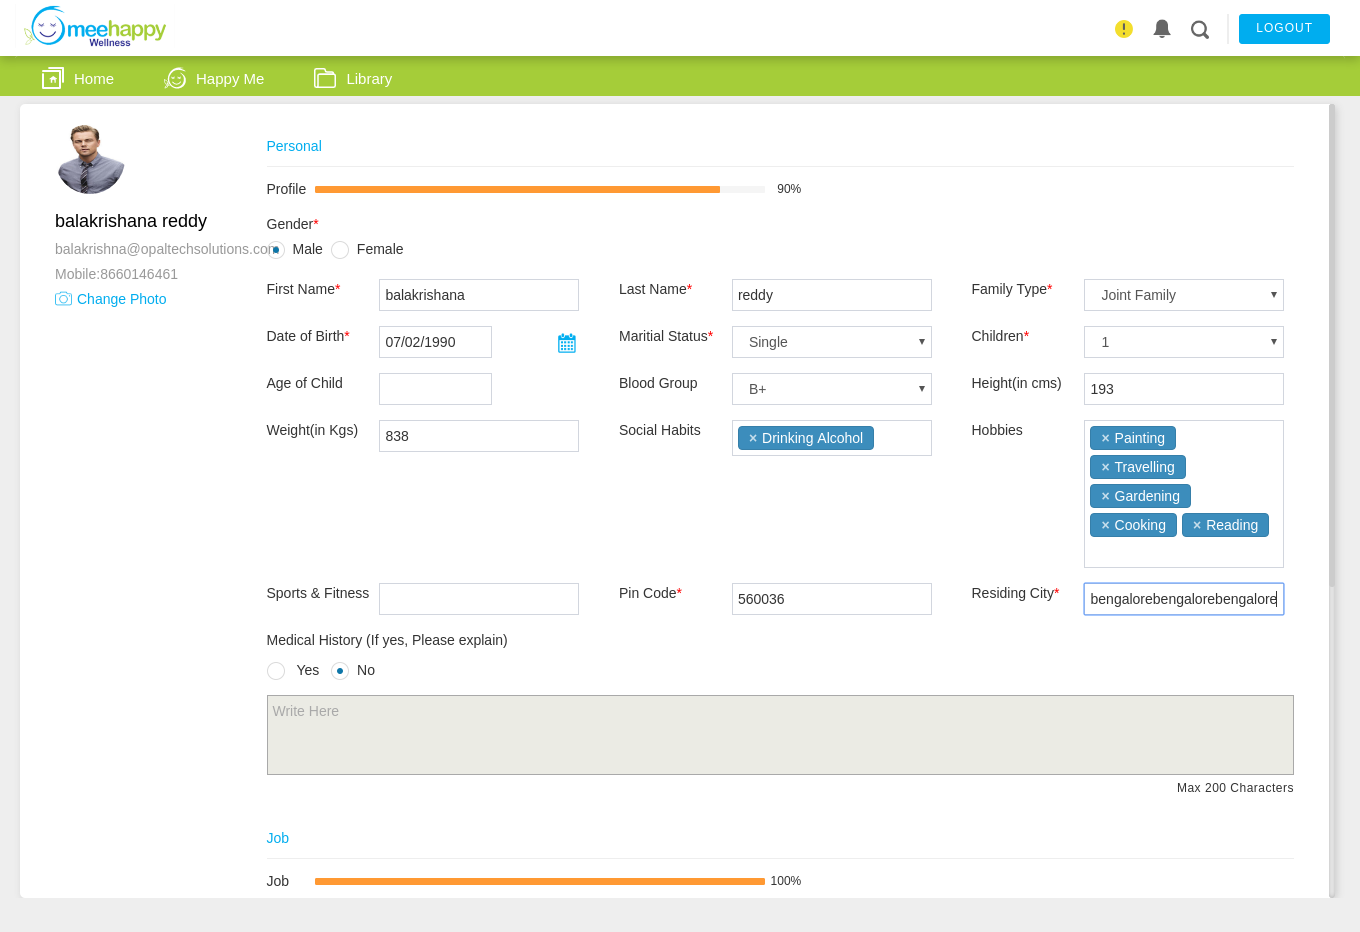 meehappy
Wellness
LOGOUT
Home
Happy Me
Library
balakrishana reddy
balakrishna@opaltechsolutions.com
Mobile:8660146461
Change Photo
Personal
Profile 90%
Gender*
Male Female
First Name* balakrishana Last Name* reddy Family Type* Joint Family
Date of Birth* 07/02/1990 Maritial Status* Single Children* 1
Age of Child Blood Group B+ Height(in cms) 193
Weight(in Kgs) 838 Social Habits × Drinking Alcohol Hobbies × Painting
× Travelling
× Gardening
× Cooking × Reading
Sports & Fitness Pin Code* 560036 Residing City* bengalorebengalorebengalore
Medical History (If yes, Please explain)
Yes No
Write Here
Max 200 Characters
Job
Job 100%